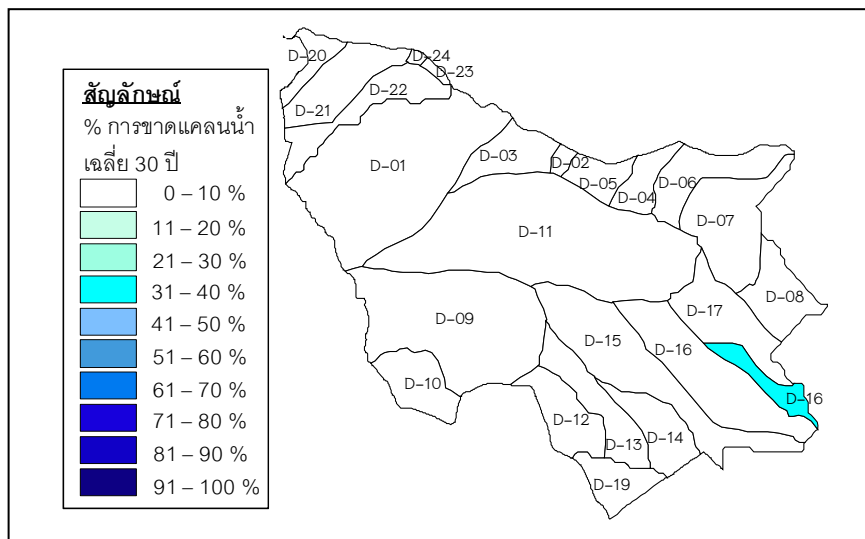 สัญลักษณ์
% การขาดแคลนน้ำ
เฉลี่ย 30 ปี
0 – 10 %
11 – 20 %
21 – 30 %
31 – 40 %
41 – 50 %
51 – 60 %
61 – 70 %
71 – 80 %
81 – 90 %
91 – 100 %
D-20
D-24
D-23
D-22
D-21
D-01
D-03
D-02
D-05
D-04
D-06
D-07
D-11
D-08
D-17
D-09
D-15
D-16
D-10
D-16
D-12
D-13
D-14
D-19